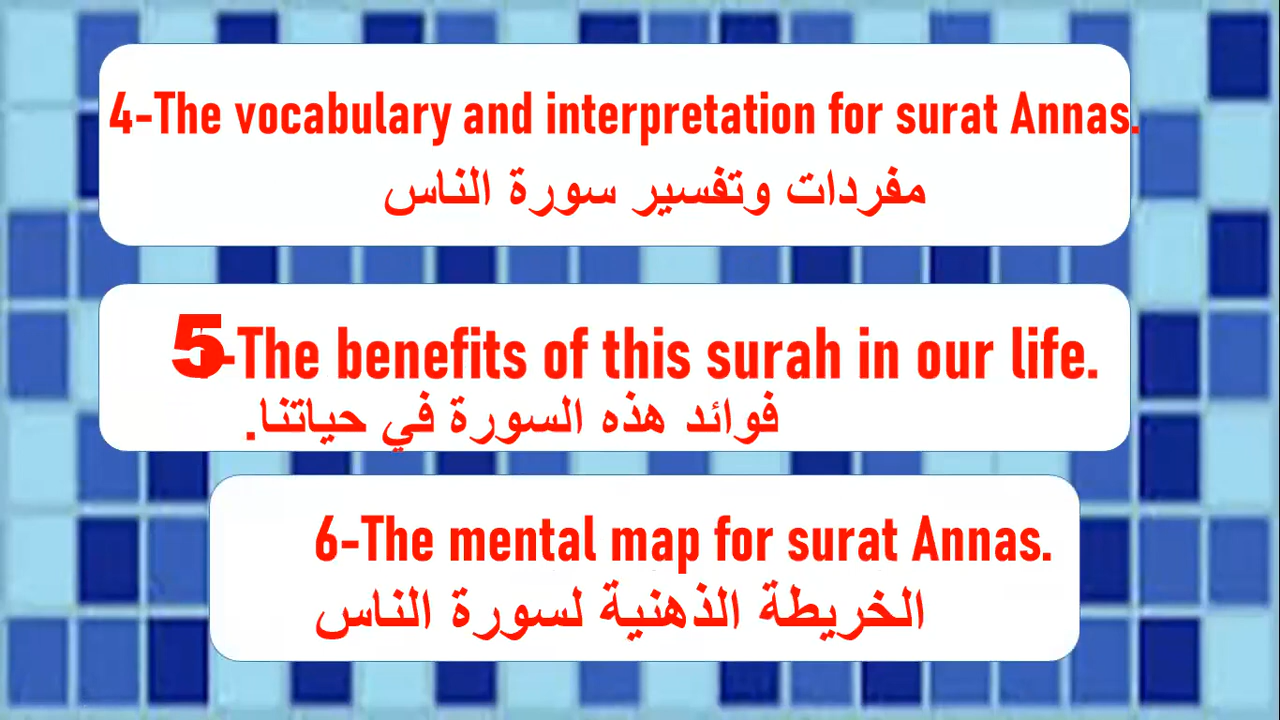 4-The vocabulary and interpretation for surat Annas.
مفردات وتفسير سورة الناس
5-The benefits of this surah in our life.
فوائد هذه السورة في حياتنا.
6-The mental map for surat Annas.
الخريطة الذهنية لسورة الناس